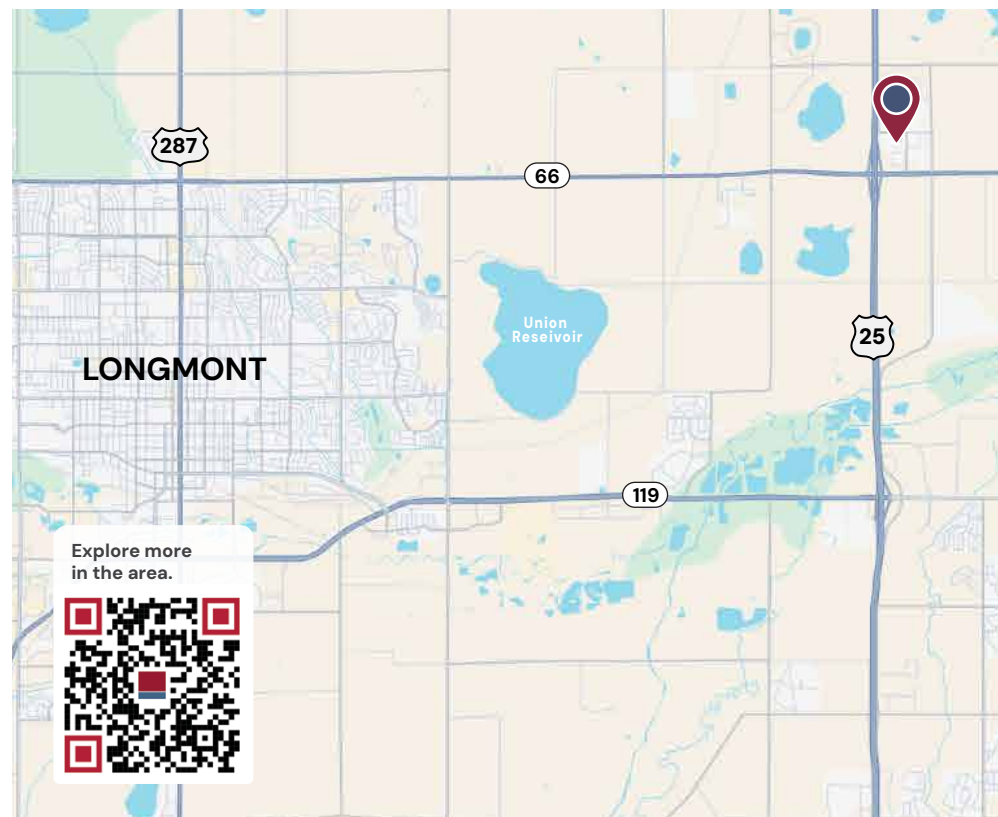 287
66
Union
Reseivoir
25
LONGMONT
119
Explore more
in the area.